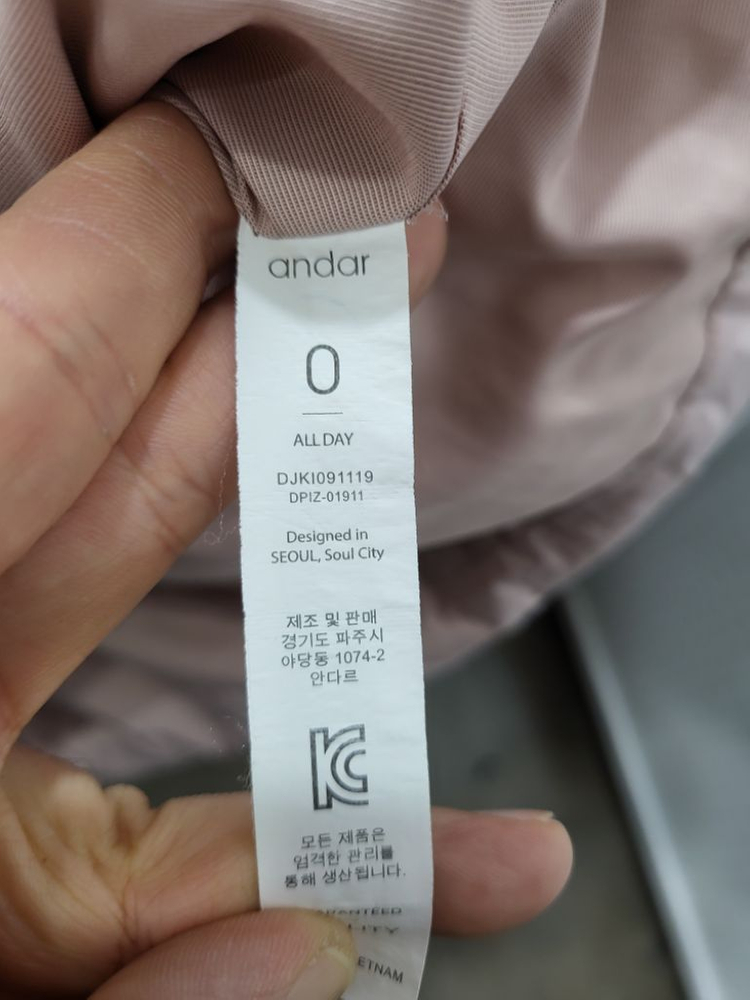 andar
0
ALL DAY
DJKI091119
DPIZ-01911
Designed in
SEOUL, Soul City
제조 및 판매
경기도 파주시
야당동 1074-2
안다르
KC
모든 제품은
엄격한 관리를
통해 생산됩니다.